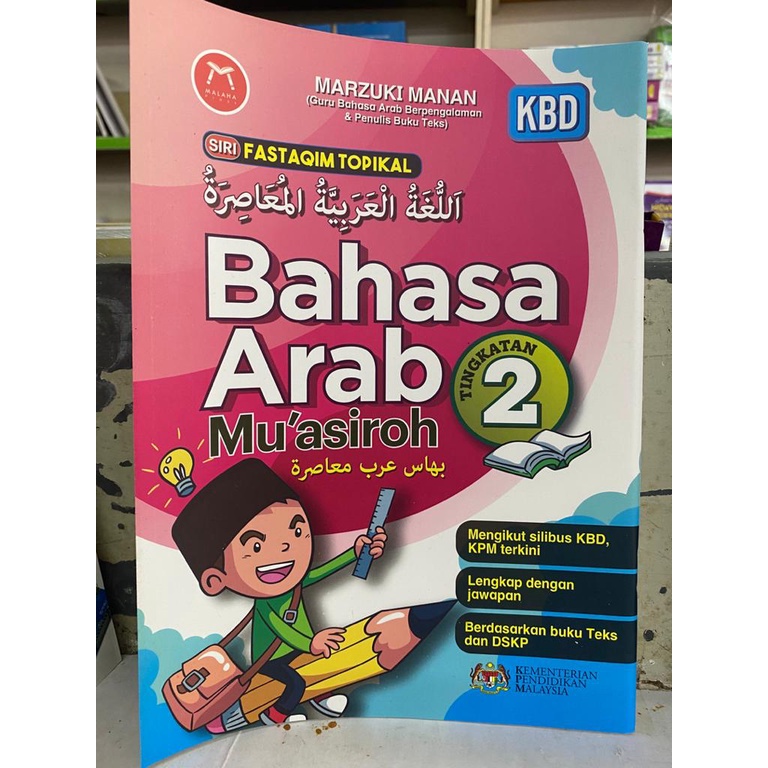 MALAHA
MARZUKI MANAN
(Guru Bahasa Arab Berpengalaman
& Penulis Buku Teks)
KBD
SIRI FASTAQIM TOPIKAL
اَللُّغَةُ الْعَرَبِيَّةُ الْمُعَاصِرَةُ
Bahasa
Arab
Mu'asiroh
TINGKATAN
2
بهاس عرب معاصرة
Mengikut silibus KBD,
KPM terkini
Lengkap dengan
jawapan
Berdasarkan buku Teks
dan DSKP
KEMENTERIAN
PENDIDIKAN
MALAYSIA